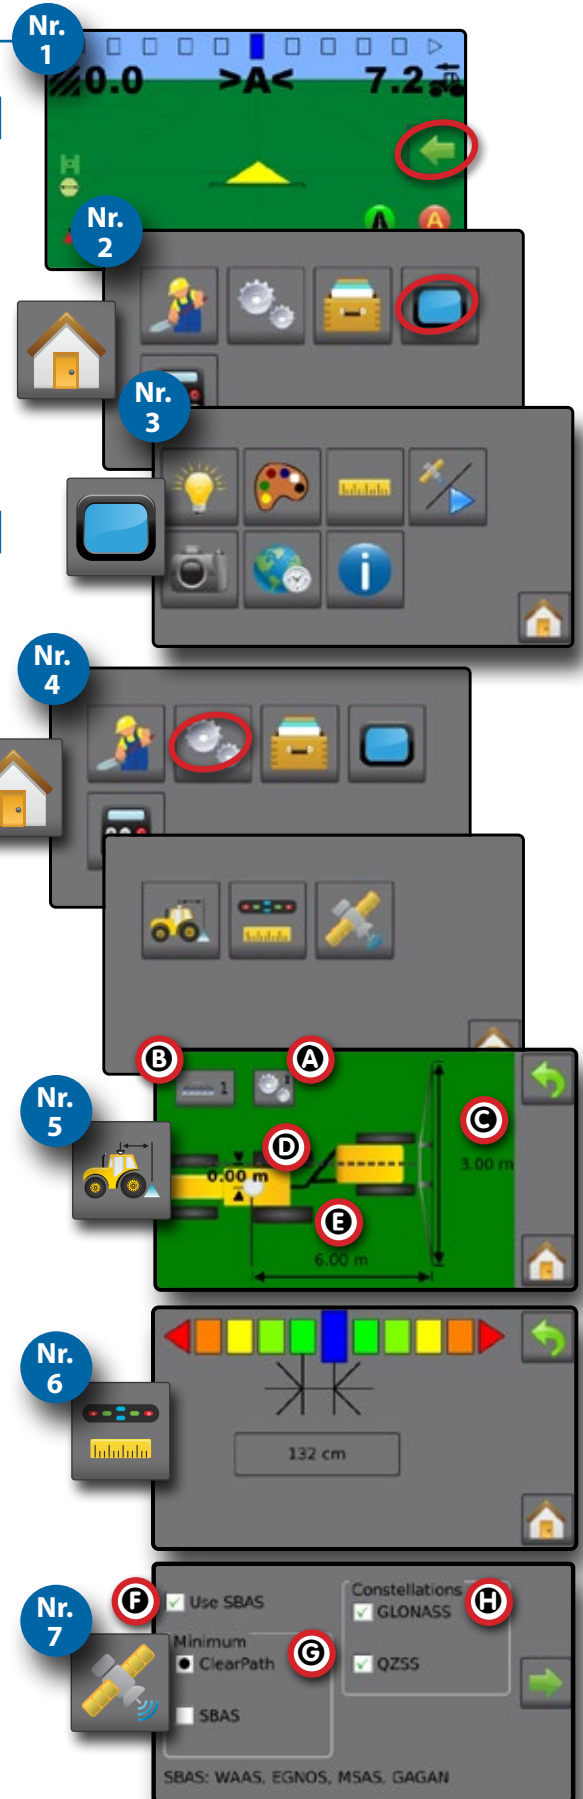 Nr.
1
0.0 >A< 7.2
A A
Nr.
2
Nr.
3
Nr.
4
B A
1 1
Nr.
5
C
D
0.00 m
3.00 m
E
6.00 m
Nr.
6
132 cm
Nr.
7
F
Use SBAS
Minimum
ClearPath
G
SBAS
Constellations
GLONASS
H
QZSS
SBAS: WAAS, EGNOS, MSAS, GAGAN